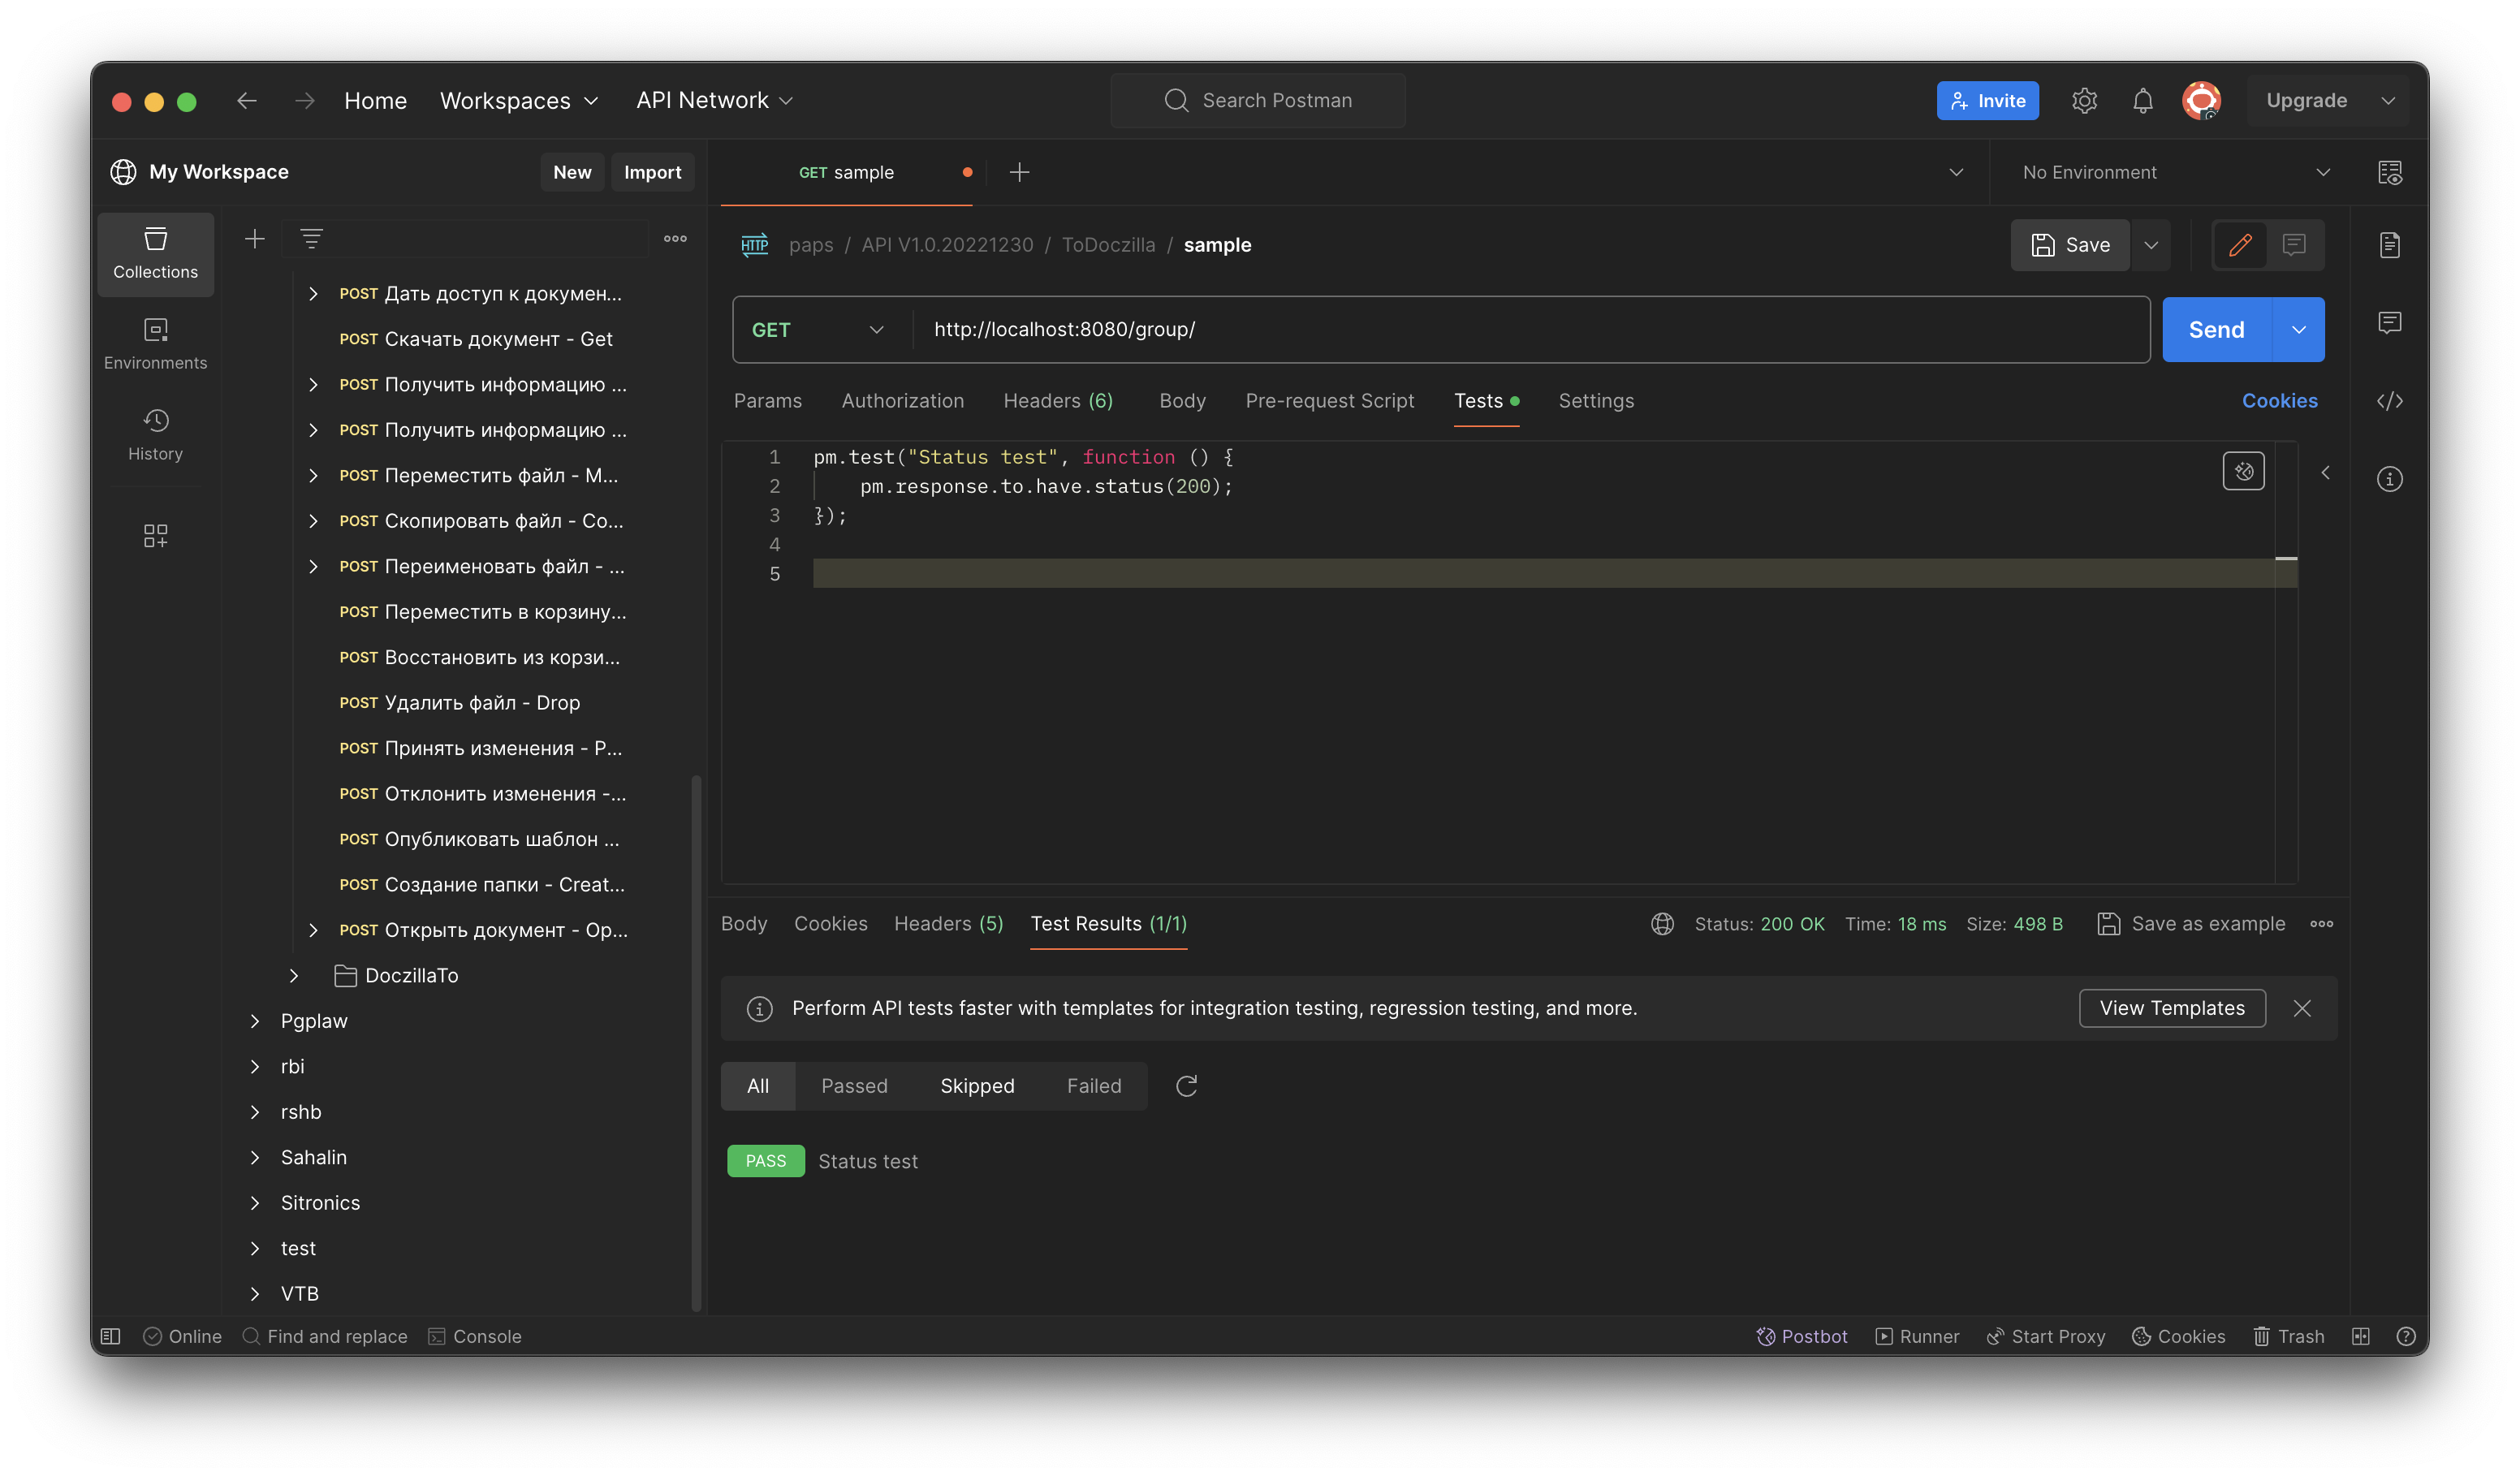 Home Workspaces API Network Search Postman Invite Upgrade
My Workspace New Import
GET sample No Environment
Collections
Environments
History
POST Дать доступ к докумен...
POST Скачать документ - Get
POST Получить информацию ...
POST Получить информацию ...
POST Переместить файл - M...
POST Скопировать файл - Co...
POST Переименовать файл - ...
POST Переместить в корзину...
POST Восстановить из корзи...
POST Удалить файл - Drop
POST Принять изменения - P...
POST Отклонить изменения -...
POST Опубликовать шаблон ...
POST Создание папки - Creat...
POST Открыть документ - Op...
DoczillaTo
Pgplaw
rbi
rshb
Sahalin
Sitronics
test
VTB
HTTP paps / API V1.0.20221230 / ToDoczilla / sample Save
GET http://localhost:8080/group/ Send
Params Authorization Headers (6) Body Pre-request Script Tests Settings Cookies
1 pm.test("Status test", function () {
2 pm.response.to.have.status(200);
3 });
4
5
Body Cookies Headers (5) Test Results (1/1) Status: 200 OK Time: 18 ms Size: 498 B Save as example
Perform API tests faster with templates for integration testing, regression testing, and more. View Templates
All Passed Skipped Failed
PASS Status test
Online Find and replace Console Postbot Runner Start Proxy Cookies Trash